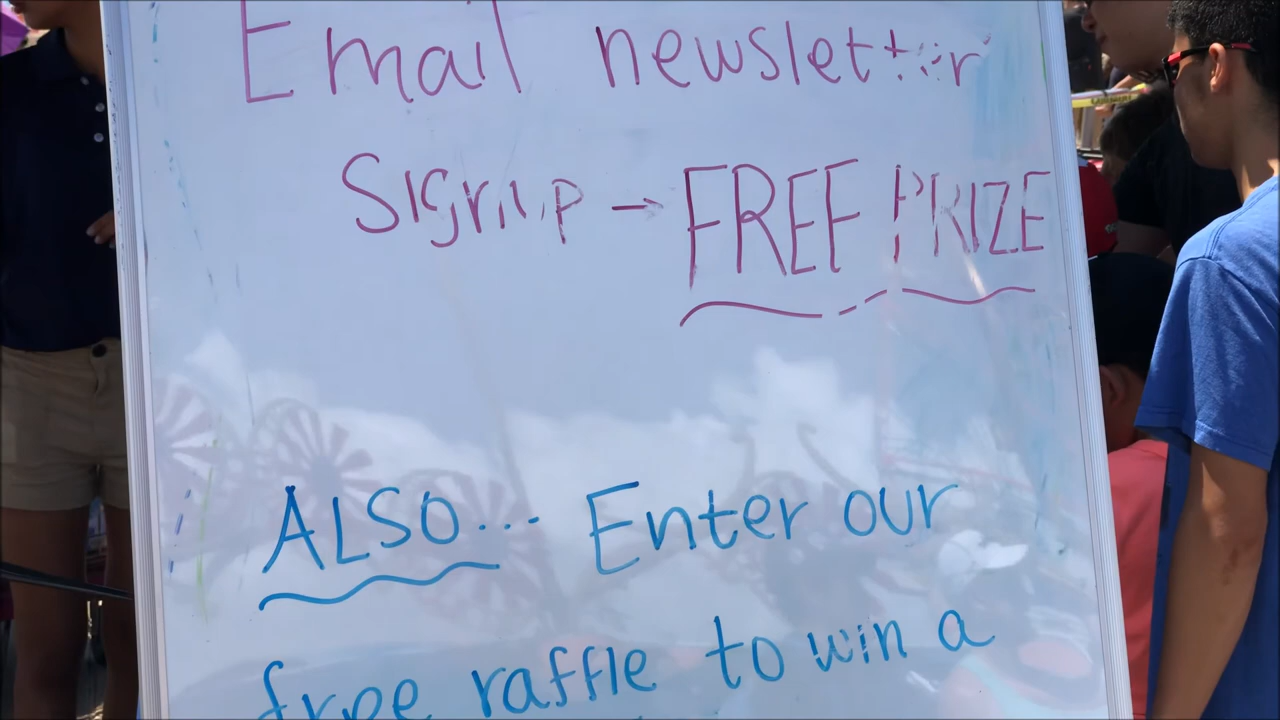 Email newsletter
Signup → FREE PRIZE
ALSO... Enter our
free raffle to win a